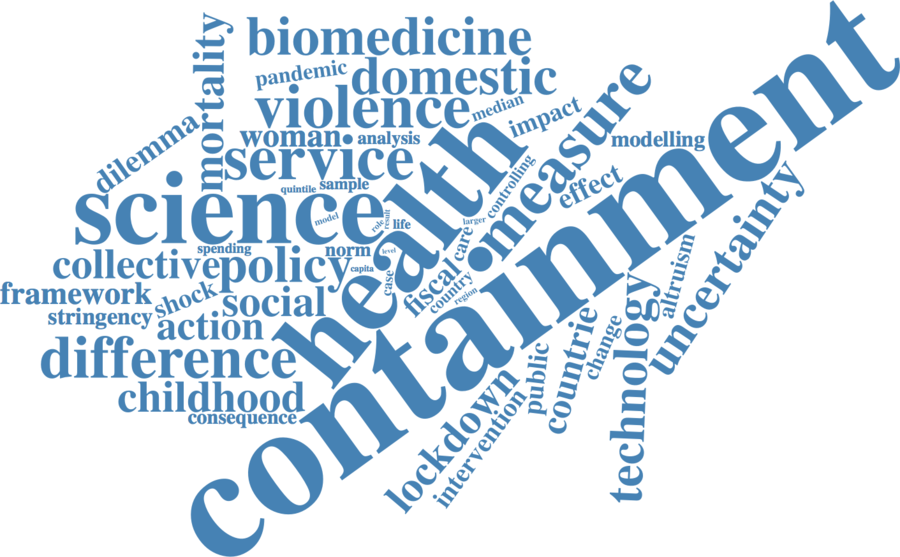 biomedicine
pandemic
domestic
mortality
violence
median
impact
dilemma
woman
analysis
measure
modelling
service
quintile
sample
controlling
effect
science
health
containment
model
role
result
life
larger
spending
norm
level
care
uncertainty
collective
policy
capita
case
fiscal
country
region
framework
shock
social
stringency
action
altruism
technology
difference
countrie
change
childhood
public
consequence
lockdown
intervention